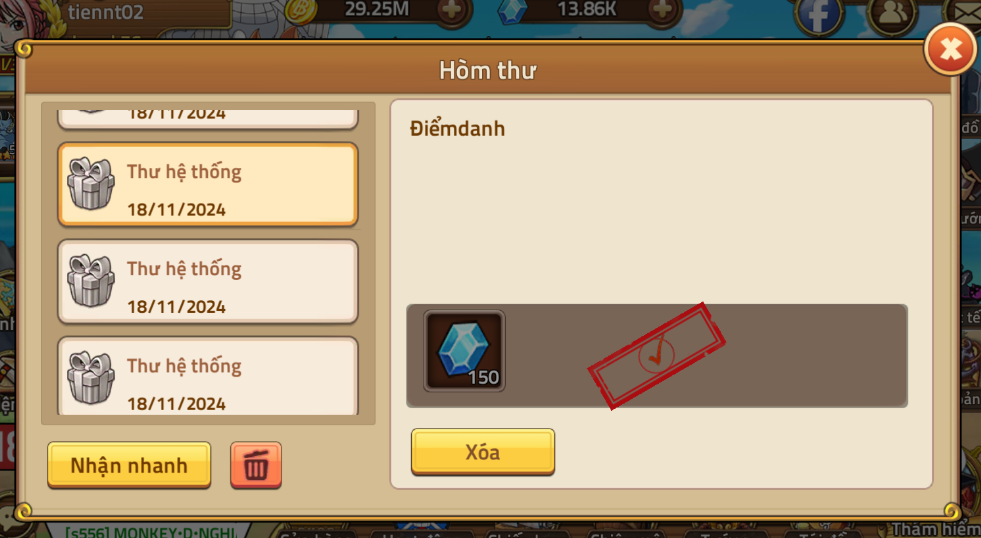 tiennt02
29.25M
13.86K
Hòm thư
18/11/2024
Thư hệ thống
18/11/2024
Thư hệ thống
18/11/2024
Thư hệ thống
18/11/2024
Nhận nhanh
Điểmdanh
150
Xóa
đồ
[s556] MONKEY·D·NGHI
Thám hiểm